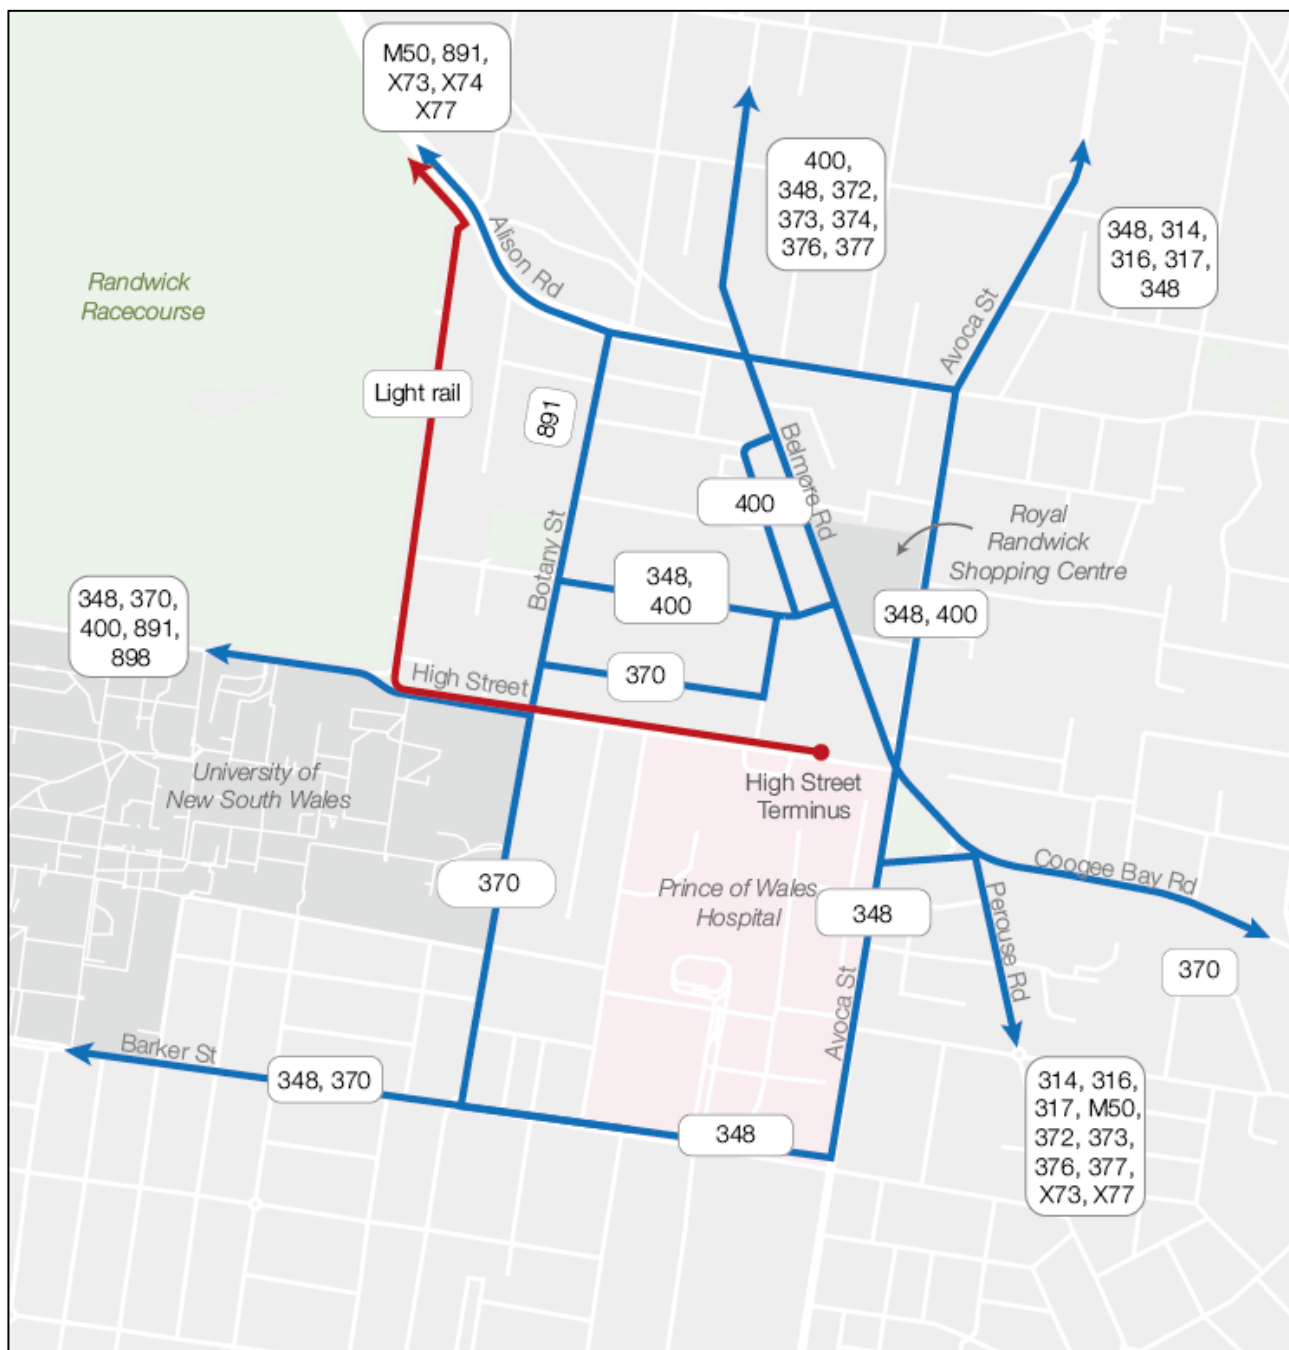 M50, 891,
X73, X74
X77
400,
348, 372,
373, 374,
376, 377
348, 314,
316, 317,
348
Alison Rd
Avoca St
Randwick
Racecourse
Light rail
891
Belmore Rd
400
Royal
Randwick
Shopping Centre
Botany St
348,
400
348, 370,
400, 891,
898
348, 400
370
High Street
University of
New South Wales
High Street
Terminus
370
Prince of Wales
Hospital
348
Coogee Bay Rd
Perouse Rd
370
Avoca St
Barker St
348, 370
348
314, 316,
317, M50,
372, 373,
376, 377,
X73, X77